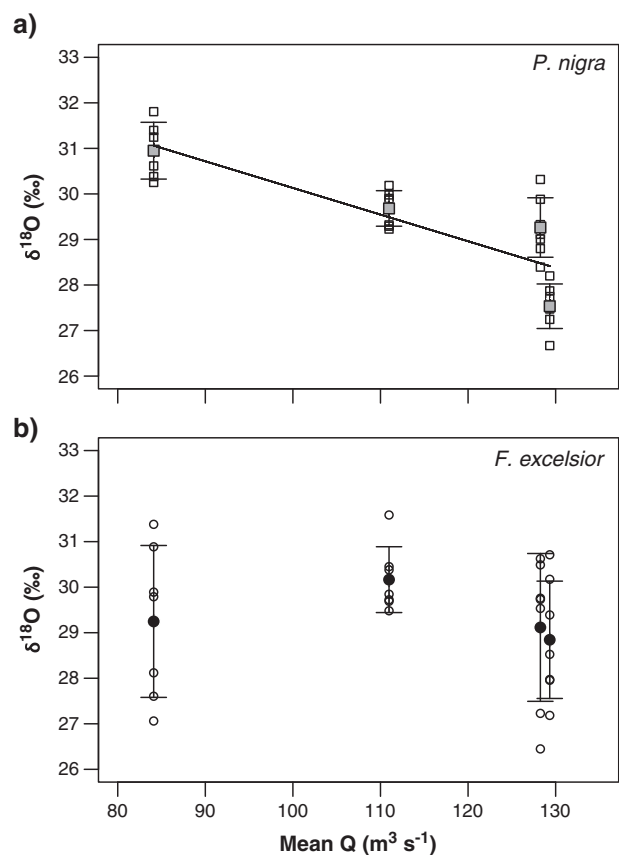 a)
P. nigra
33
32
31
30
29
28
27
26
δ¹⁸O (‰)
b)
F. excelsior
33
32
31
30
29
28
27
26
δ¹⁸O (‰)
80 90 100 110 120 130
Mean Q (m³ s⁻¹)